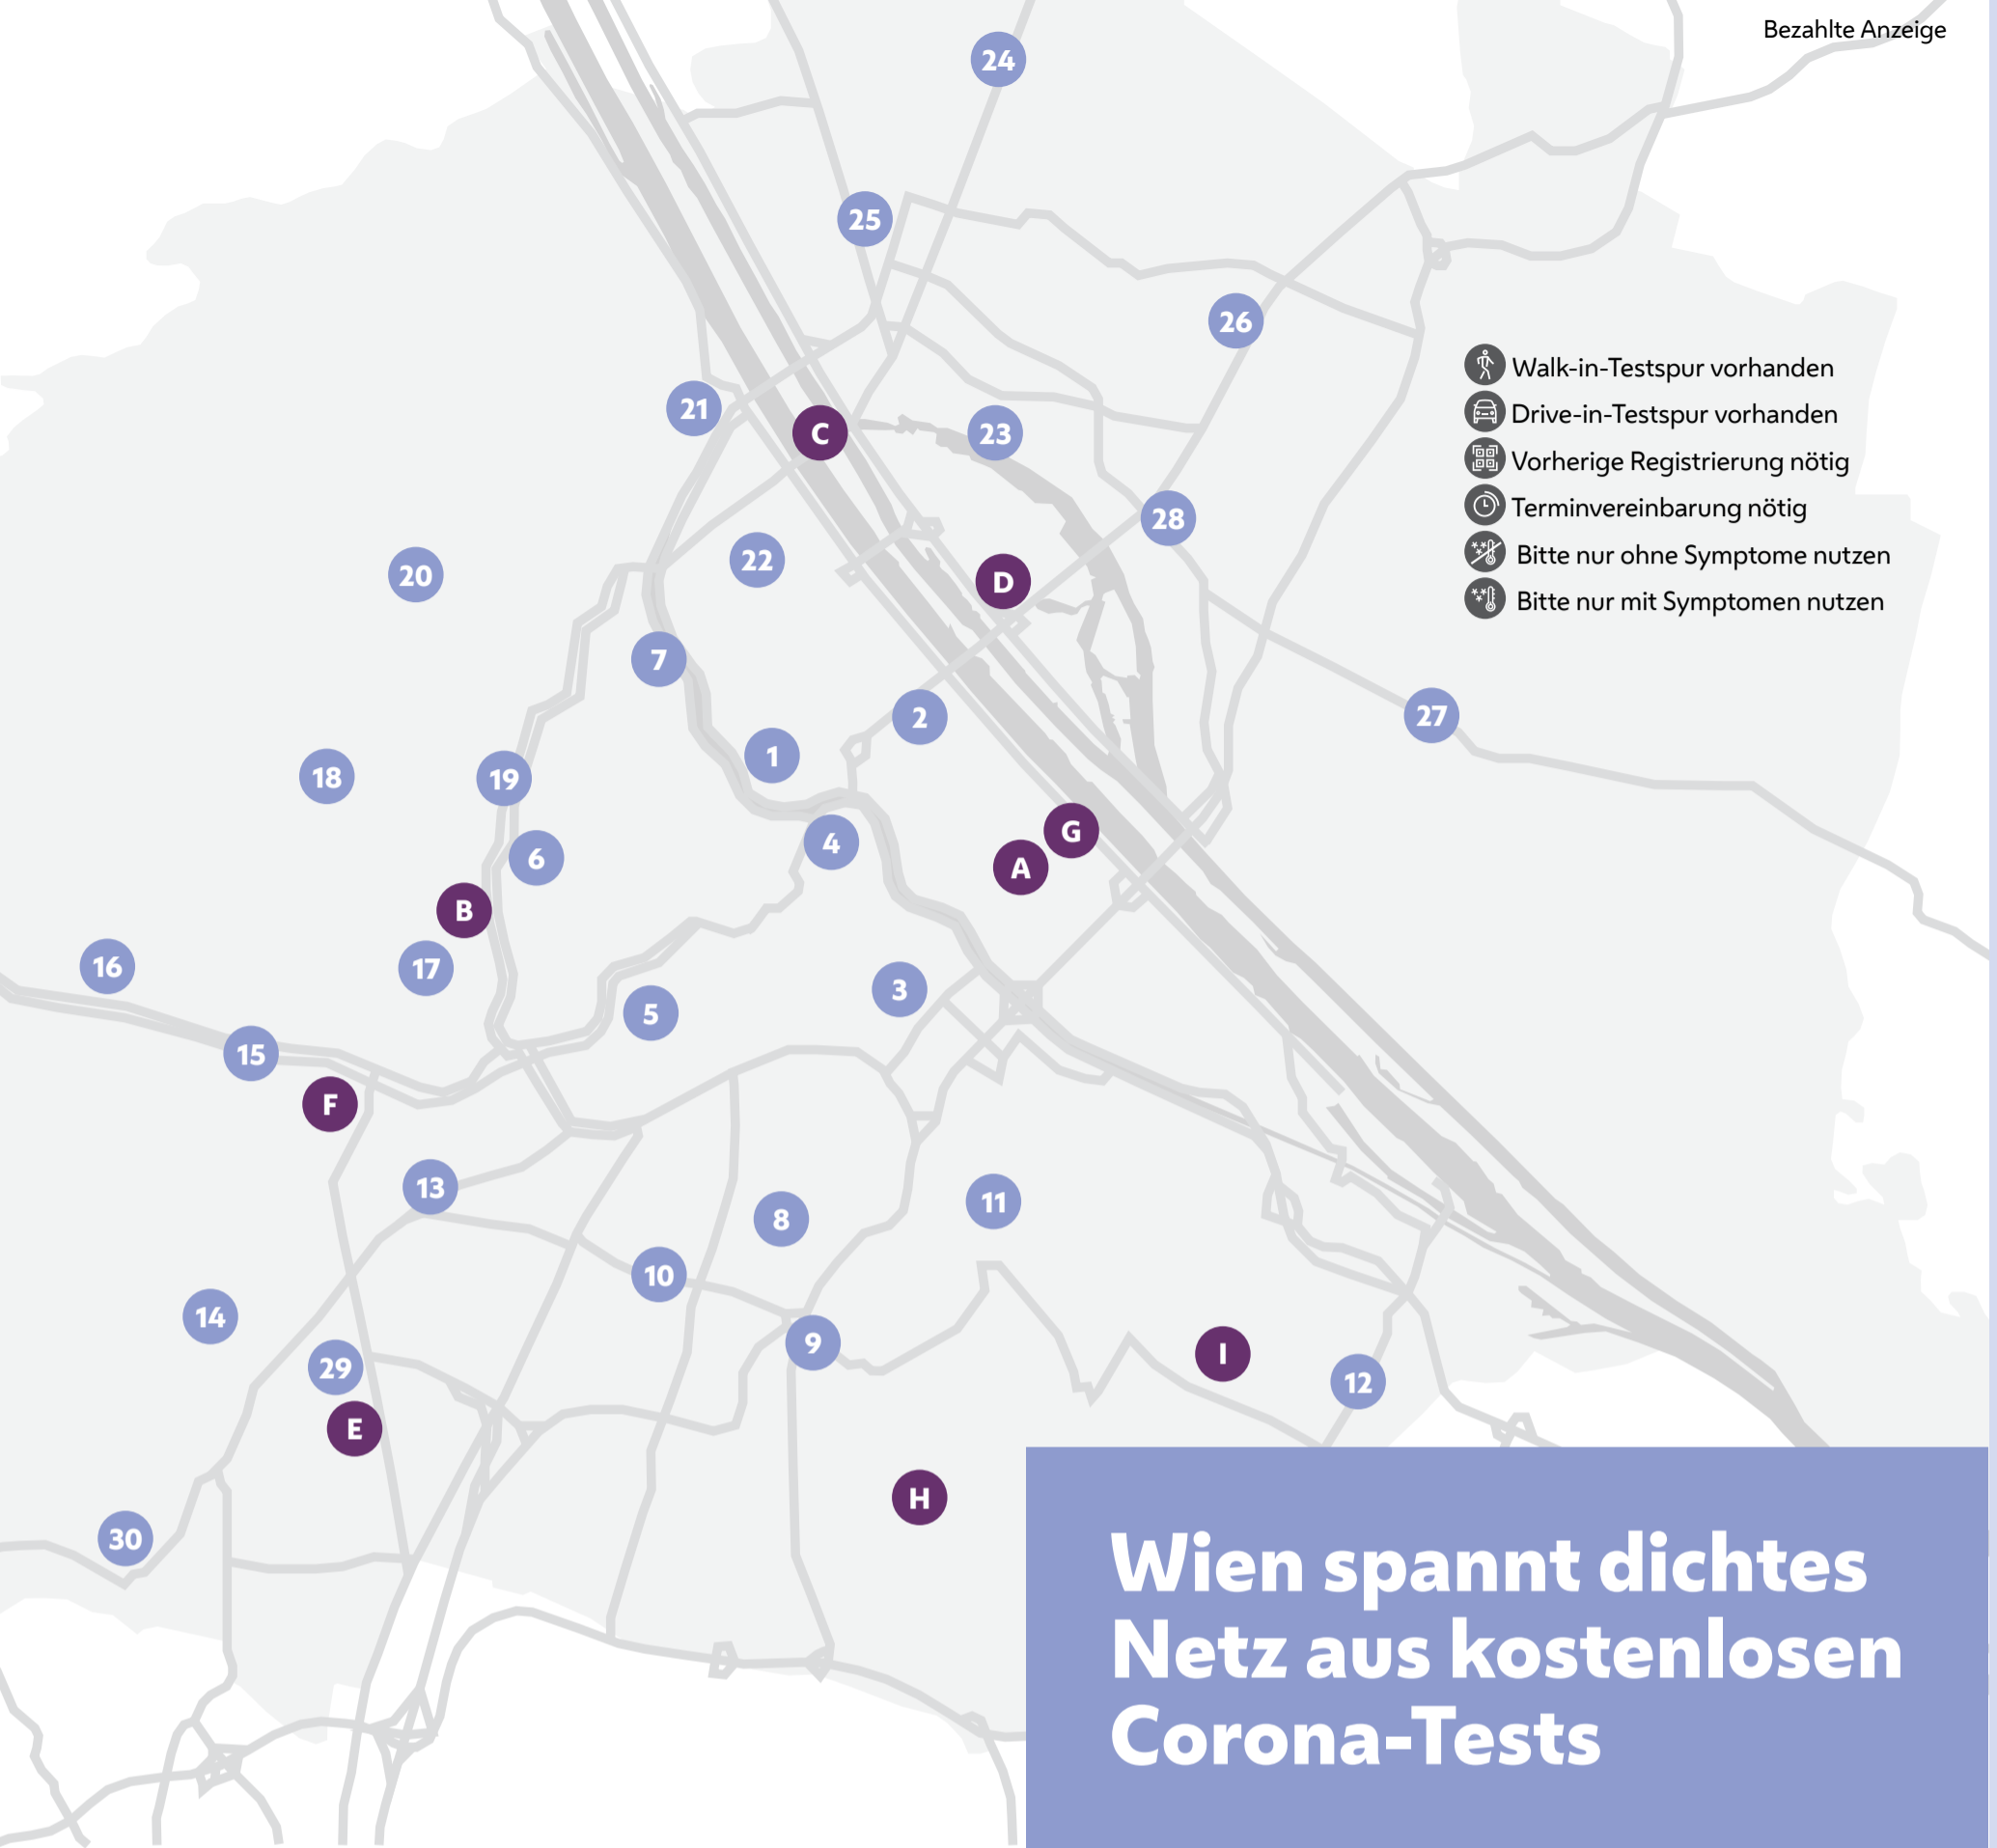 Bezahlte Anzeige
24
25
26
Walk-in-Testspur vorhanden
Drive-in-Testspur vorhanden
Vorherige Registrierung nötig
Terminvereinbarung nötig
Bitte nur ohne Symptome nutzen
Bitte nur mit Symptomen nutzen
21
C
23
28
22
20
D
7
2
27
1
18
19
G
4
6
A
B
16
17
3
5
15
F
13
11
8
10
14
9
I
29
12
E
H
30
Wien spannt dichtes
Netz aus kostenlosen
Corona-Tests